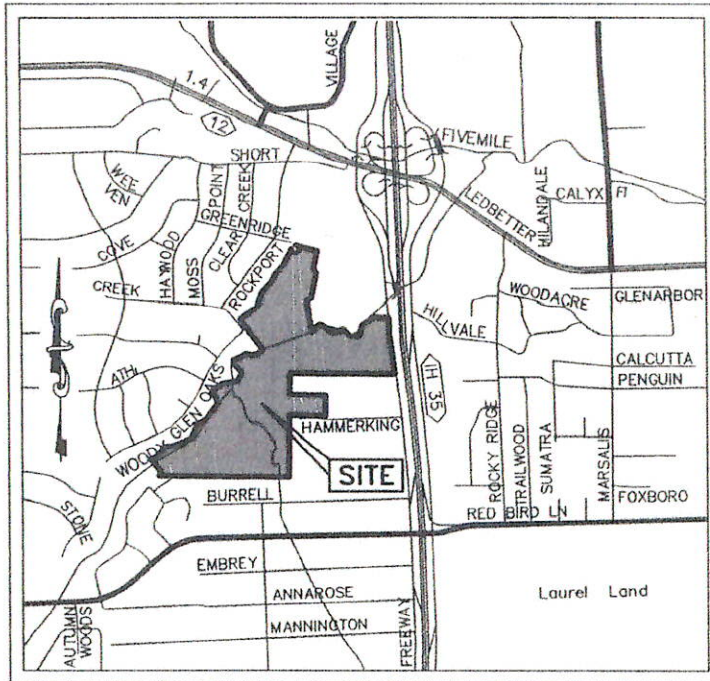 VILLAGE
1.4
12
FIVEMILE
SHORT
WEE
VEN
POINT
CREEK
LEDBETTER
HILANDALE
CALYX
GREENRIDGE
HAYWOOD
MOSS
CLEAR
COVE
ROCKPORT
CREEK
WOODACRE
GLENARBOR
HILLVALE
IH 35
CALCUTTA
PENGUIN
WOODY GLEN OAKS
HAMMERKING
ROCKY RIDGE
TRAILWOOD
SUMATRA
MARSALIS
SITE
BURRELL
FOXBORO
RED BIRD LN
STONE
EMBREY
ANNAROSE
Laurel Land
MANNINGTON
AUTUMN
WOODS
FREEWAY